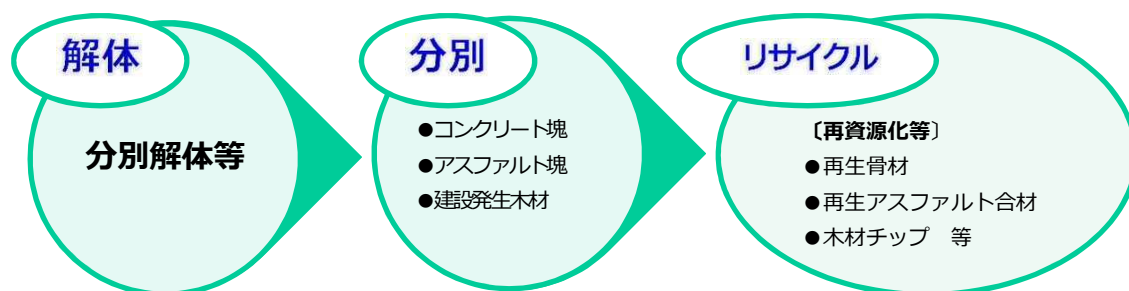 解体
分別解体等
分別
●コンクリート塊
●アスファルト塊
●建設発生木材
リサイクル
〔再資源化等〕
●再生骨材
●再生アスファルト合材
●木材チップ　等